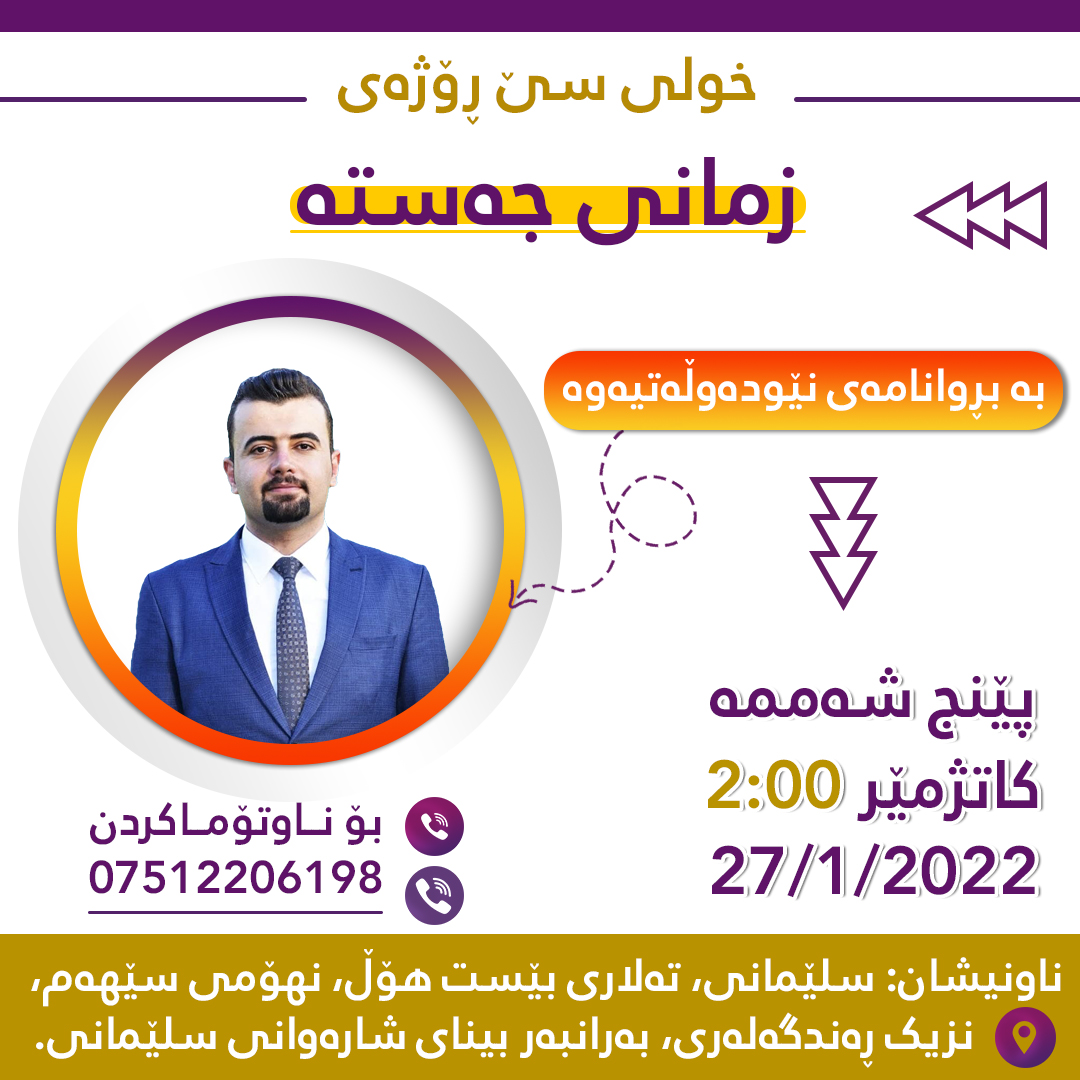 خولی سێ ڕۆژەی
زمانی جەستە
بە بڕوانامەی نێودەوڵەتیەوە
پێنج شەممە
کاتژمێر 2:00
27/1/2022
بۆ ناوتۆماکردن
07512206198
ناونیشان: سلێمانی، تەلاری بێست هۆڵ، نهۆمی سێهەم،
نزیک ڕەندگەلەری، بەرانبەر بینای شارەوانی سلێمانی.